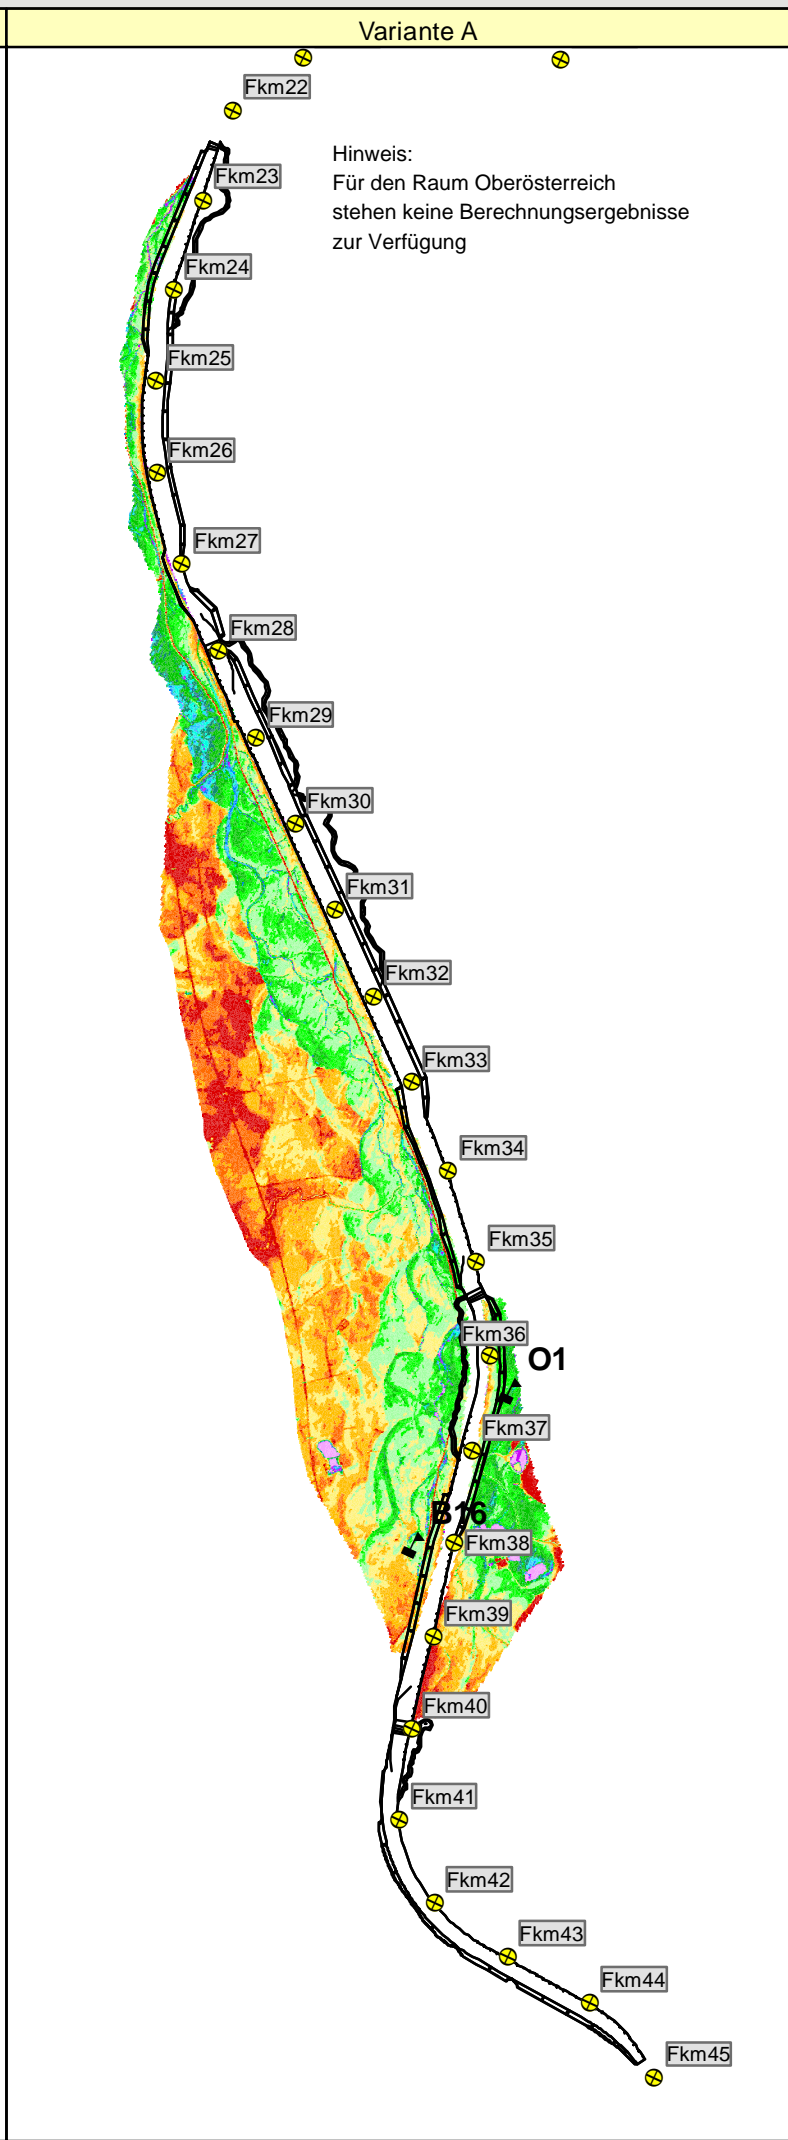 Variante A
Fkm22
Hinweis:
Für den Raum Oberösterreich
stehen keine Berechnungsergebnisse
zur Verfügung
Fkm23
Fkm24
Fkm25
Fkm26
Fkm27
Fkm28
Fkm29
Fkm30
Fkm31
Fkm32
Fkm33
Fkm34
Fkm35
Fkm36
O1
Fkm37
B16
Fkm38
Fkm39
Fkm40
Fkm41
Fkm42
Fkm43
Fkm44
Fkm45